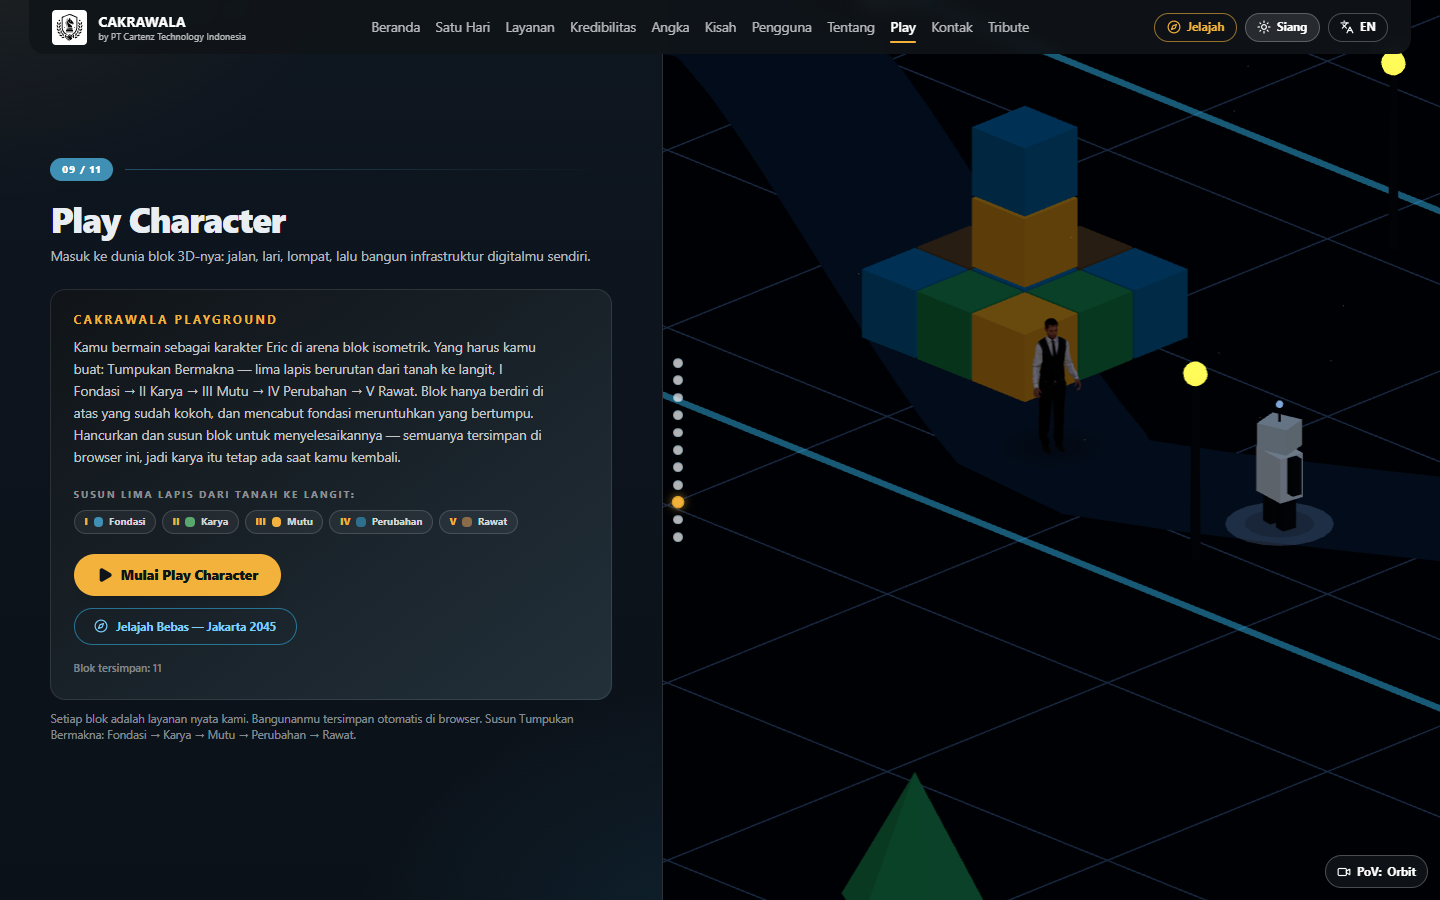 CAKRAWALA
by PT Cartenz Technology Indonesia
Beranda Satu Hari Layanan Kredibilitas Angka Kisah Pengguna Tentang Play Kontak Tribute
Jelajah Siang EN
09 / 11
Play Character
Masuk ke dunia blok 3D-nya: jalan, lari, lompat, lalu bangun infrastruktur digitalmu sendiri.
CAKRAWALA PLAYGROUND
Kamu bermain sebagai karakter Eric di arena blok isometrik. Yang harus kamu
buat: Tumpukan Bermakna — lima lapis berurutan dari tanah ke langit, I
Fondasi → II Karya → III Mutu → IV Perubahan → V Rawat. Blok hanya berdiri di
atas yang sudah kokoh, dan mencabut fondasi meruntuhkan yang bertumpu.
Hancurkan dan susun blok untuk menyelesaikannya — semuanya tersimpan di
browser ini, jadi karya itu tetap ada saat kamu kembali.
SUSUN LIMA LAPIS DARI TANAH KE LANGIT:
I Fondasi II Karya III Mutu IV Perubahan V Rawat
Mulai Play Character
Jelajah Bebas — Jakarta 2045
Blok tersimpan: 11
Setiap blok adalah layanan nyata kami. Bangunanmu tersimpan otomatis di browser. Susun Tumpukan
Bermakna: Fondasi → Karya → Mutu → Perubahan → Rawat.
PoV: Orbit